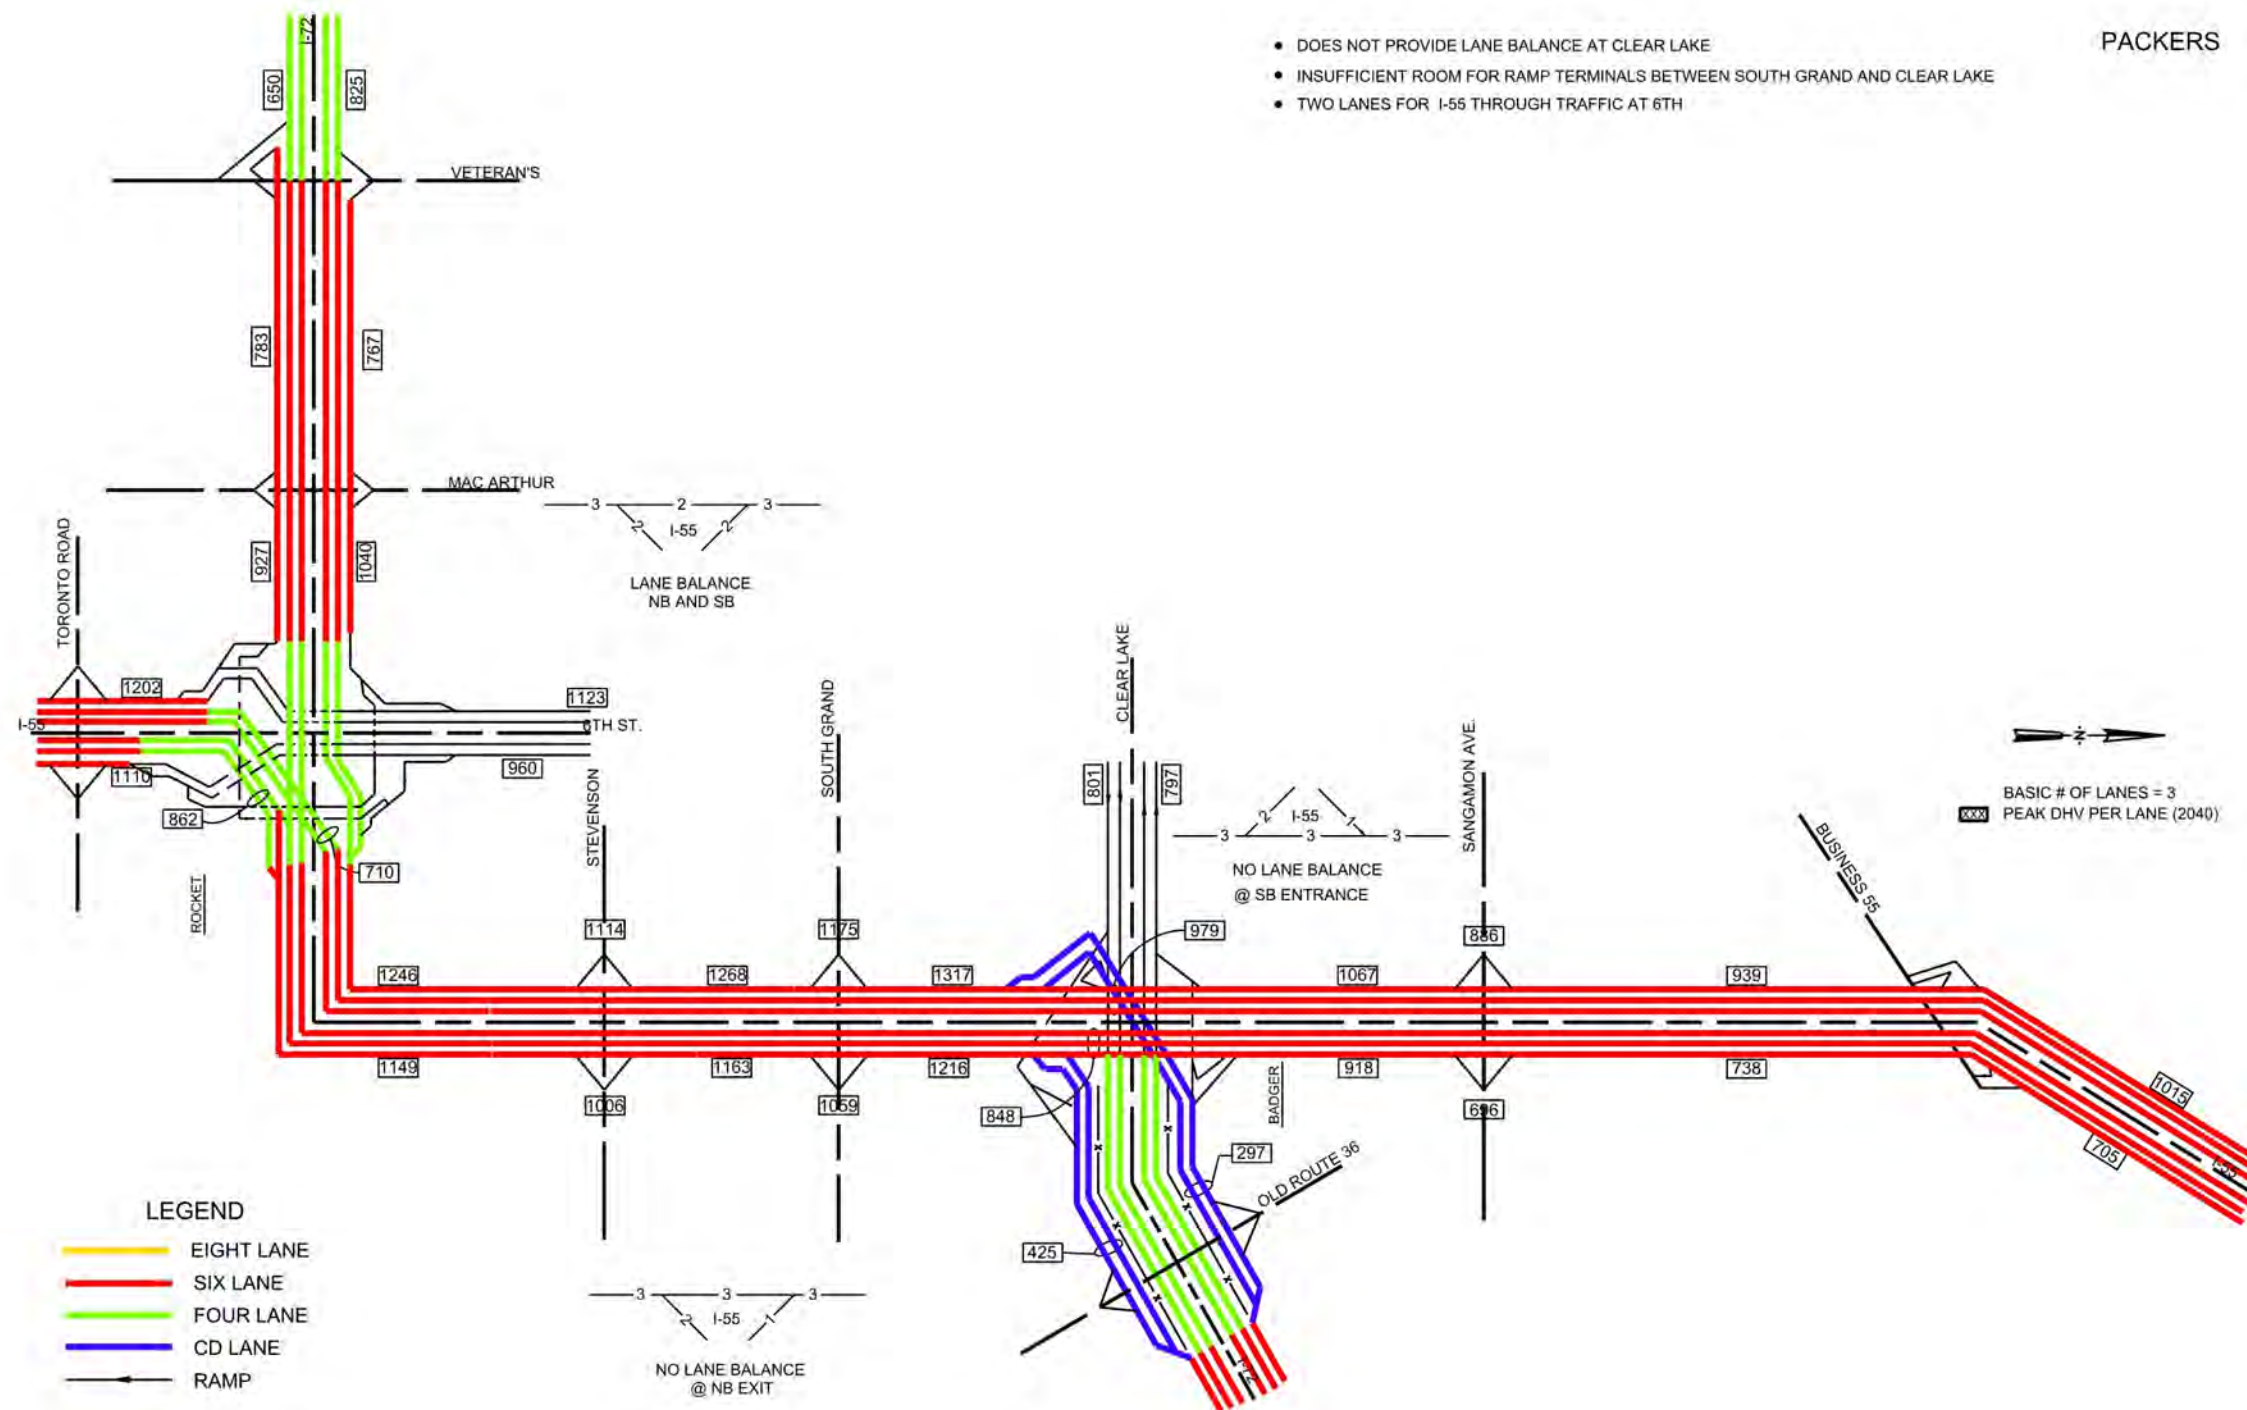 PACKERS
• DOES NOT PROVIDE LANE BALANCE AT CLEAR LAKE
• INSUFFICIENT ROOM FOR RAMP TERMINALS BETWEEN SOUTH GRAND AND CLEAR LAKE
• TWO LANES FOR I-55 THROUGH TRAFFIC AT 6TH
I-72
650
825
VETERAN'S
783
767
MAC ARTHUR
927
1040
3 2 3
2 I-55 2
LANE BALANCE
NB AND SB
TORONTO ROAD
1202
1123
I-55
6TH ST.
1110
960
862
710
ROCKET
STEVENSON
SOUTH GRAND
CLEAR LAKE
801
797
2 I-55 1
3 3 3
NO LANE BALANCE
@ SB ENTRANCE
SANGAMON AVE.
Z
BASIC # OF LANES = 3
XXX PEAK DHV PER LANE (2040)
BUSINESS 55
1114
1175
979
886
1246
1268
1317
1067
939
1149
1163
1216
918
738
1006
1059
848
BADGER
696
1015
705
I-55
297
OLD ROUTE 36
425
x
x
x
x
x
x
I-72
LEGEND
EIGHT LANE
SIX LANE
FOUR LANE
CD LANE
RAMP
3 3 3
2 I-55 1
NO LANE BALANCE
@ NB EXIT